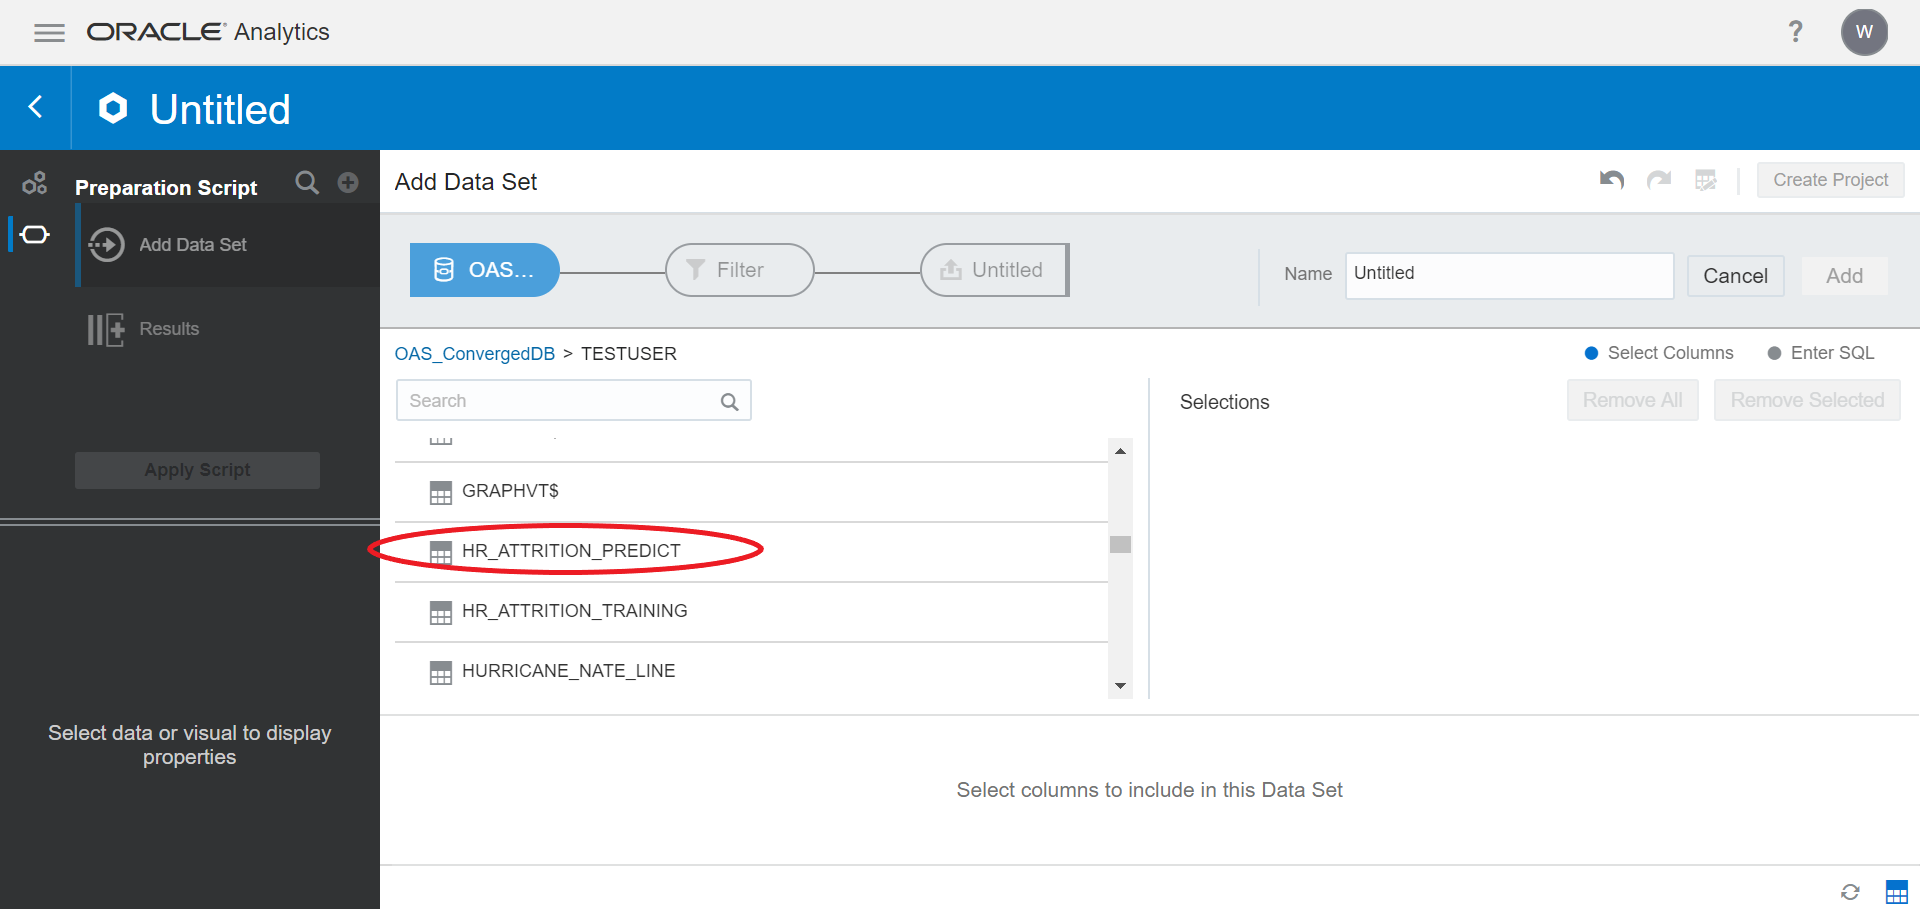 ORACLE Analytics
?
W
Untitled
Preparation Script
Add Data Set
Results
Apply Script
Select data or visual to display
properties
Add Data Set
Create Project
OAS...
Filter
Untitled
Name
Untitled
Cancel
Add
OAS_ConvergedDB > TESTUSER
Select Columns
Enter SQL
Search
Selections
Remove All
Remove Selected
GRAPHVT$
HR_ATTRITION_PREDICT
HR_ATTRITION_TRAINING
HURRICANE_NATE_LINE
Select columns to include in this Data Set